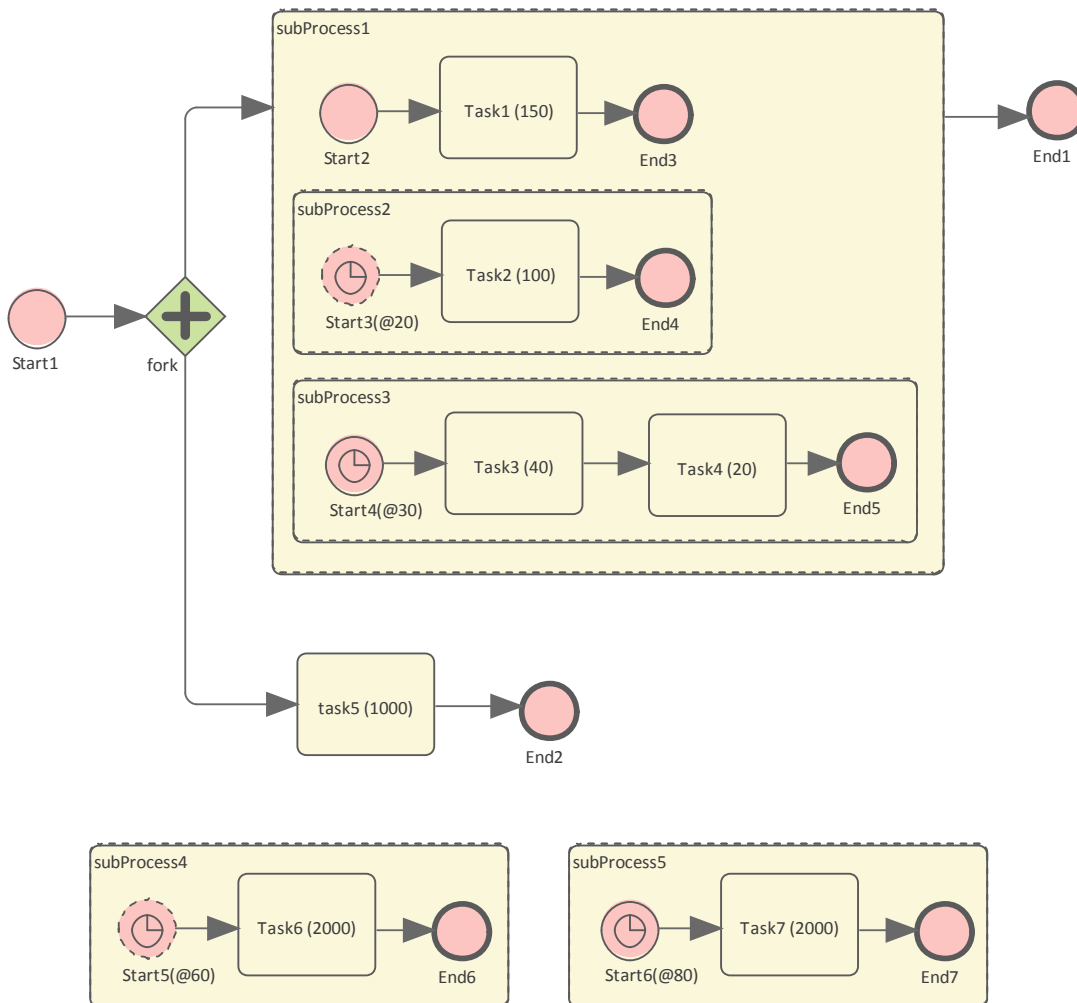 subProcess1
Task1 (150)
Start2
End3
End1
subProcess2
Task2 (100)
Start3(@20)
End4
Start1
fork
subProcess3
Task3 (40)
Task4 (20)
Start4(@30)
End5
task5 (1000)
End2
subProcess4
Task6 (2000)
Start5(@60)
End6
subProcess5
Task7 (2000)
Start6(@80)
End7